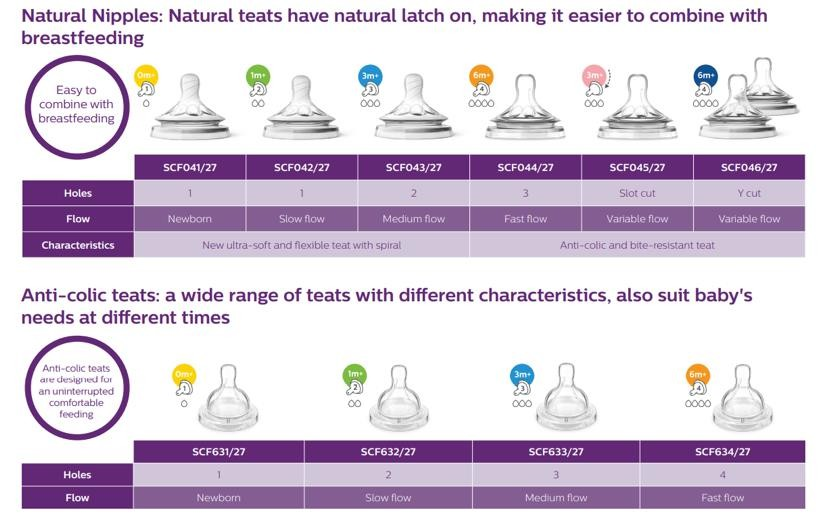 Natural Nipples: Natural teats have natural latch on, making it easier to combine with
breastfeeding
Easy to
combine with
breastfeeding
0m+ 1m+ 3m+ 6m+ 3m+ 6m+
1 2 3 4 4
SCF041/27 SCF042/27 SCF043/27 SCF044/27 SCF045/27 SCF046/27
Holes 1 1 2 3 Slot cut Y cut
Flow Newborn Slow flow Medium flow Fast flow Variable flow Variable flow
Characteristics New ultra-soft and flexible teat with spiral Anti-colic and bite-resistant teat
Anti-colic teats: a wide range of teats with different characteristics, also suit baby's
needs at different times
Anti-colic teats
are designed for
an uninterrupted
comfortable
feeding
0m+ 1m+ 3m+ 6m+
1 2 3 4
SCF631/27 SCF632/27 SCF633/27 SCF634/27
Holes 1 2 3 4
Flow Newborn Slow flow Medium flow Fast flow